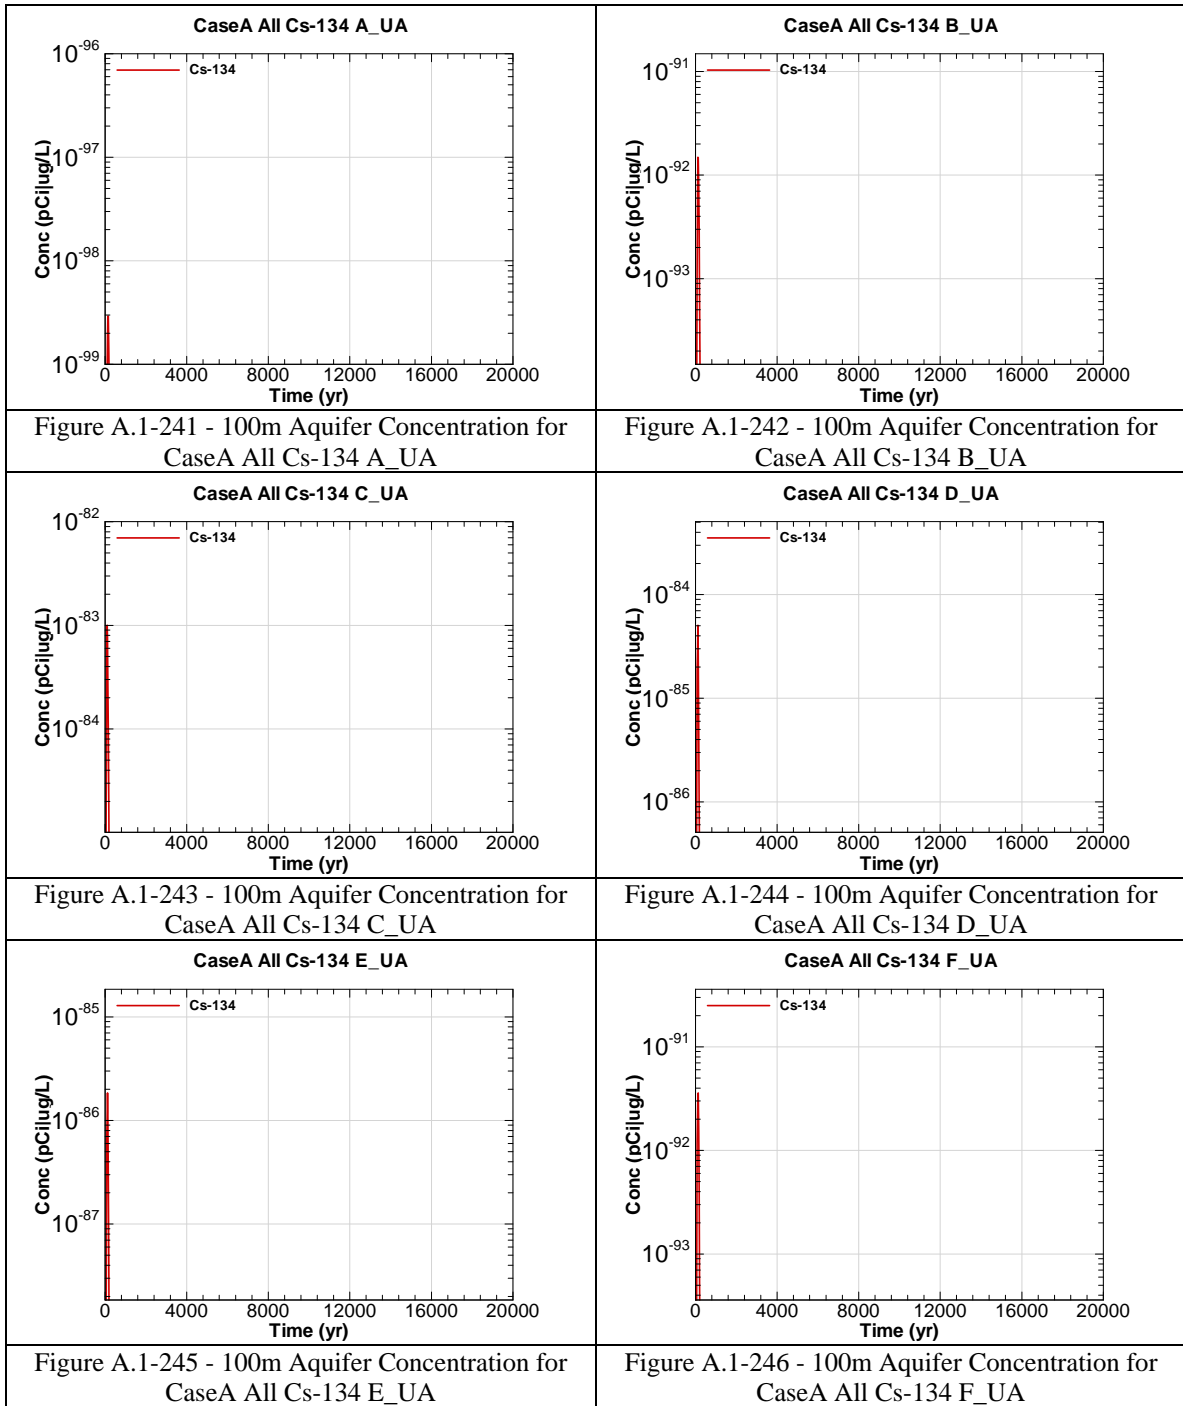 CaseA All Cs-134 A_UA
Cs-134
10-96
10-97
10-98
10-99
Conc (pCi|ug/L)
0 4000 8000 12000 16000 20000
Time (yr)
Figure A.1-241 - 100m Aquifer Concentration for
CaseA All Cs-134 A_UA
CaseA All Cs-134 B_UA
Cs-134
10-91
10-92
10-93
Conc (pCi|ug/L)
0 4000 8000 12000 16000 20000
Time (yr)
Figure A.1-242 - 100m Aquifer Concentration for
CaseA All Cs-134 B_UA
CaseA All Cs-134 C_UA
Cs-134
10-82
10-83
10-84
Conc (pCi|ug/L)
0 4000 8000 12000 16000 20000
Time (yr)
Figure A.1-243 - 100m Aquifer Concentration for
CaseA All Cs-134 C_UA
CaseA All Cs-134 D_UA
Cs-134
10-84
10-85
10-86
Conc (pCi|ug/L)
0 4000 8000 12000 16000 20000
Time (yr)
Figure A.1-244 - 100m Aquifer Concentration for
CaseA All Cs-134 D_UA
CaseA All Cs-134 E_UA
Cs-134
10-85
10-86
10-87
Conc (pCi|ug/L)
0 4000 8000 12000 16000 20000
Time (yr)
Figure A.1-245 - 100m Aquifer Concentration for
CaseA All Cs-134 E_UA
CaseA All Cs-134 F_UA
Cs-134
10-91
10-92
10-93
Conc (pCi|ug/L)
0 4000 8000 12000 16000 20000
Time (yr)
Figure A.1-246 - 100m Aquifer Concentration for
CaseA All Cs-134 F_UA